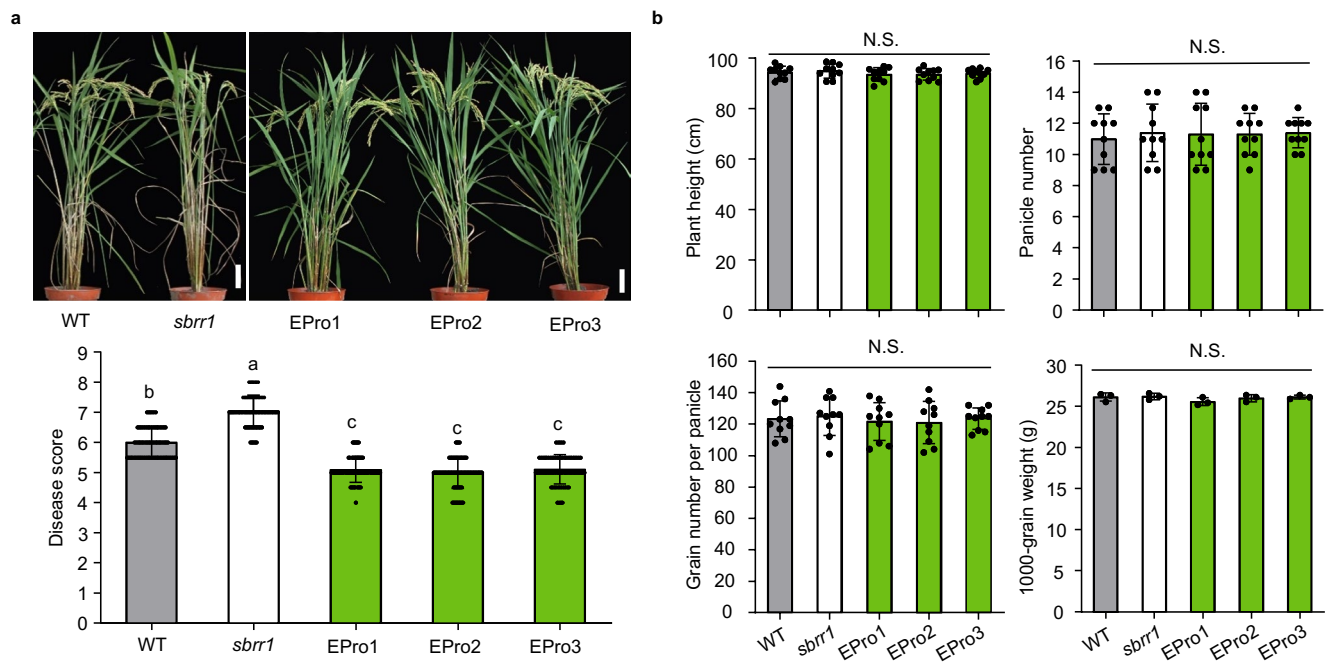 a
WT
sbrr1
EPro1
EPro2
EPro3
Disease score
9
8
7
6
5
4
3
2
1
0
b
a
c
c
c
WT
sbrr1
EPro1
EPro2
EPro3
b
N.S.
Plant height (cm)
100
80
60
40
20
0
N.S.
Panicle number
16
14
12
10
8
6
4
2
0
N.S.
Grain number per panicle
160
140
120
100
80
60
40
20
0
WT
sbrr1
EPro1
EPro2
EPro3
N.S.
1000-grain weight (g)
30
25
20
15
10
5
0
WT
sbrr1
EPro1
EPro2
EPro3